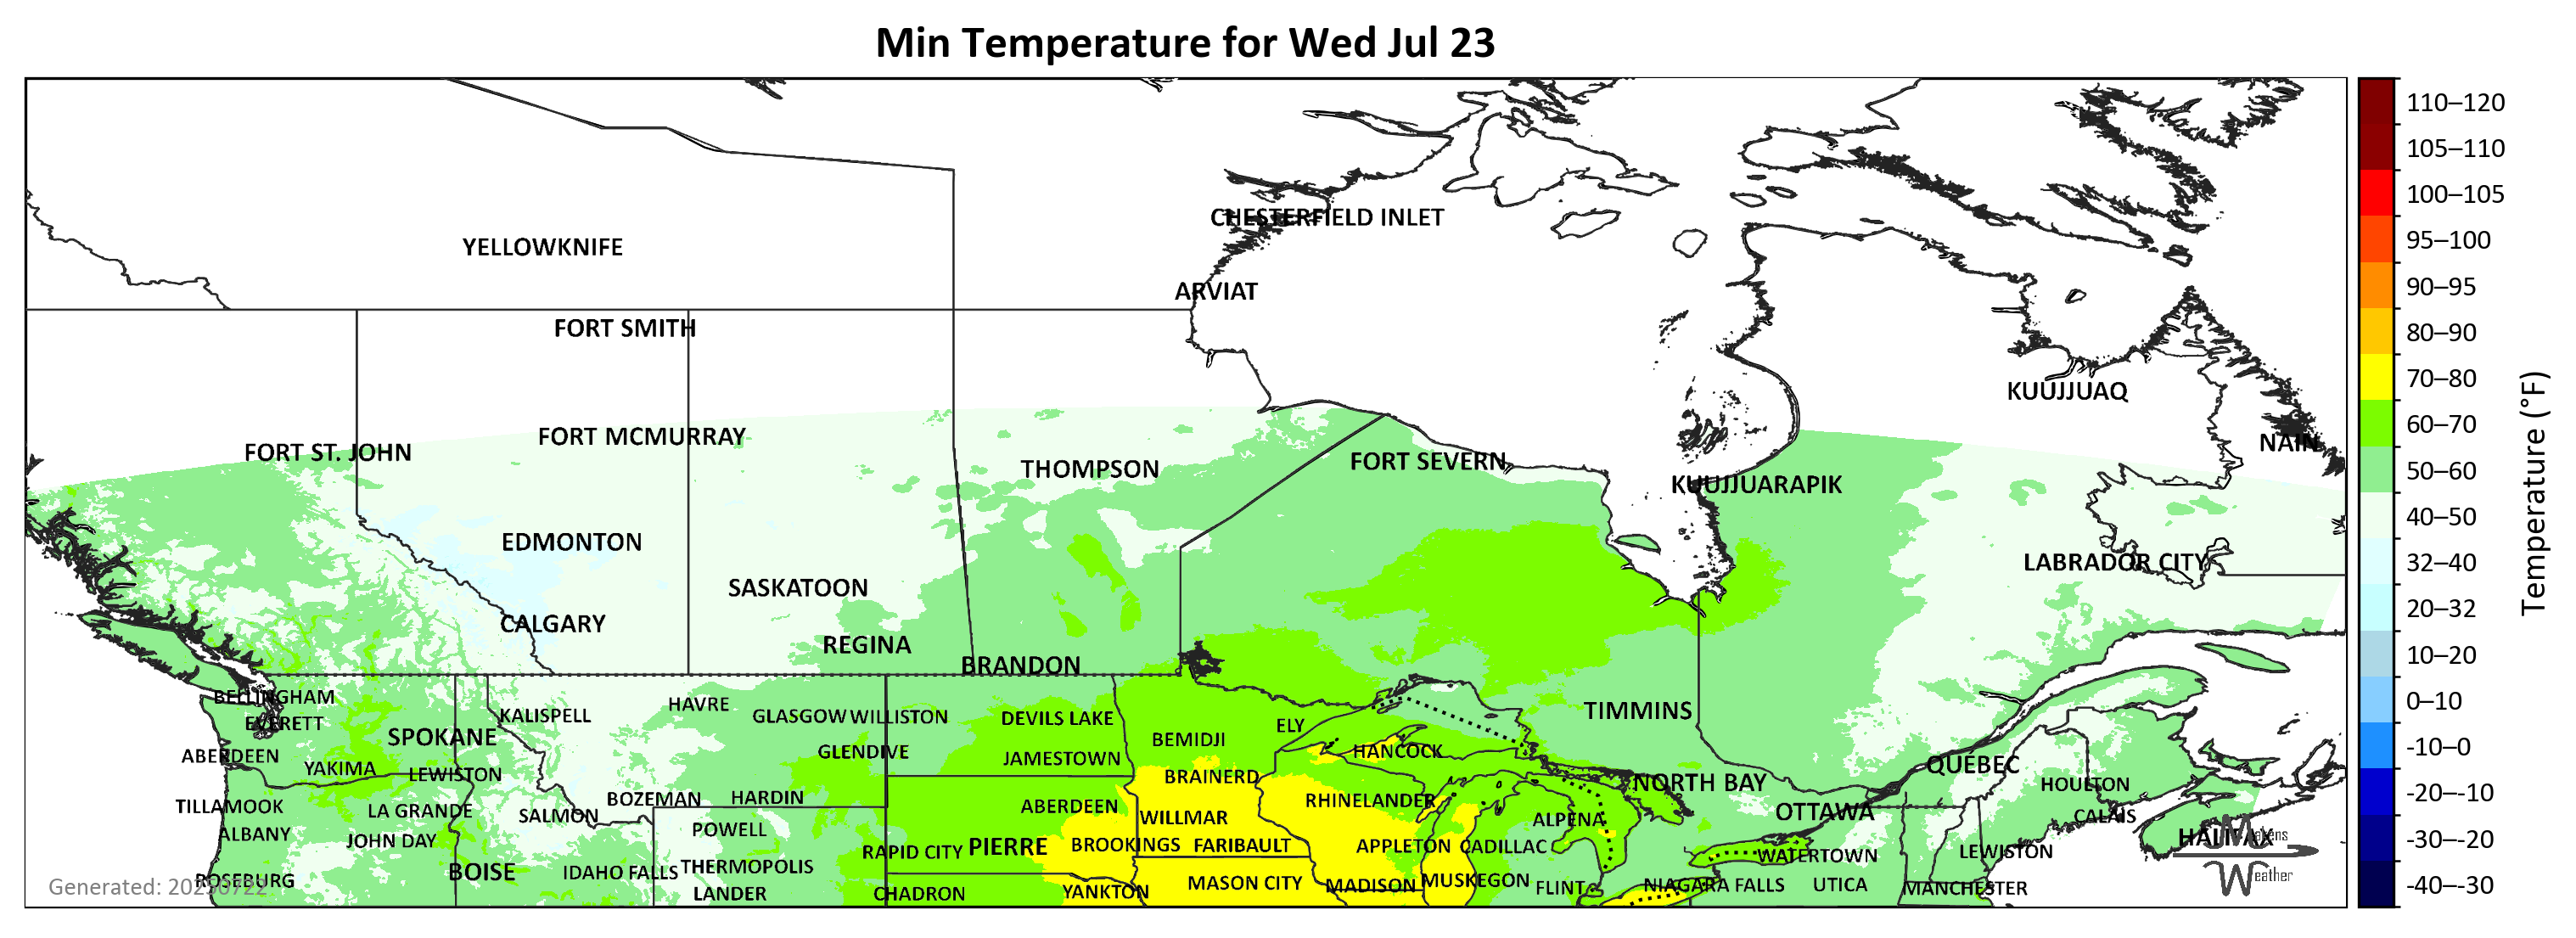 Min Temperature for Wed Jul 23
110–120
105–110
CHESTERFIELD INLET
100–105
YELLOWKNIFE
95–100
ARVIAT
90–95
FORT SMITH
80–90
KUUJJUAQ
70–80
FORT ST. JOHN
FORT MCMURRAY
NAIN
60–70
THOMPSON
FORT SEVERN
50–60
KUUJJUARAPIK
40–50
EDMONTON
LABRADOR CITY
32–40
SASKATOON
20–32
CALGARY
REGINA
BRANDON
10–20
BELLINGHAM
HAVRE
0–10
EVERETT
KALISPELL
GLASGOW
WILLISTON
DEVILS LAKE
ELY
TIMMINS
SPOKANE
BEMIDJI
-10–0
ABERDEEN
GLENDIVE
JAMESTOWN
HANCOCK
YAKIMA
LEWISTON
BRAINERD
NORTH BAY
QUEBEC
HOULTON
-20–-10
TILLAMOOK
LA GRANDE
SALMON
BOZEMAN
HARDIN
ABERDEEN
WILLMAR
RHINELANDER
ALPENA
OTTAWA
CALAIS
ALBANY
JOHN DAY
POWELL
RAPID CITY
PIERRE
BROOKINGS
FARIBAULT
APPLETON
CADILLAC
WATERTOWN
LEWISTON
HALIFAX
-30–-20
BOISE
IDAHO FALLS
THERMOPOLIS
ROSEBURG
LANDER
CHADRON
YANKTON
MASON CITY
MADISON
MUSKEGON
FLINT
NIAGARA FALLS
UTICA
MANCHESTER
Weather
-40–-30
Generated: 20250722
Temperature (°F)